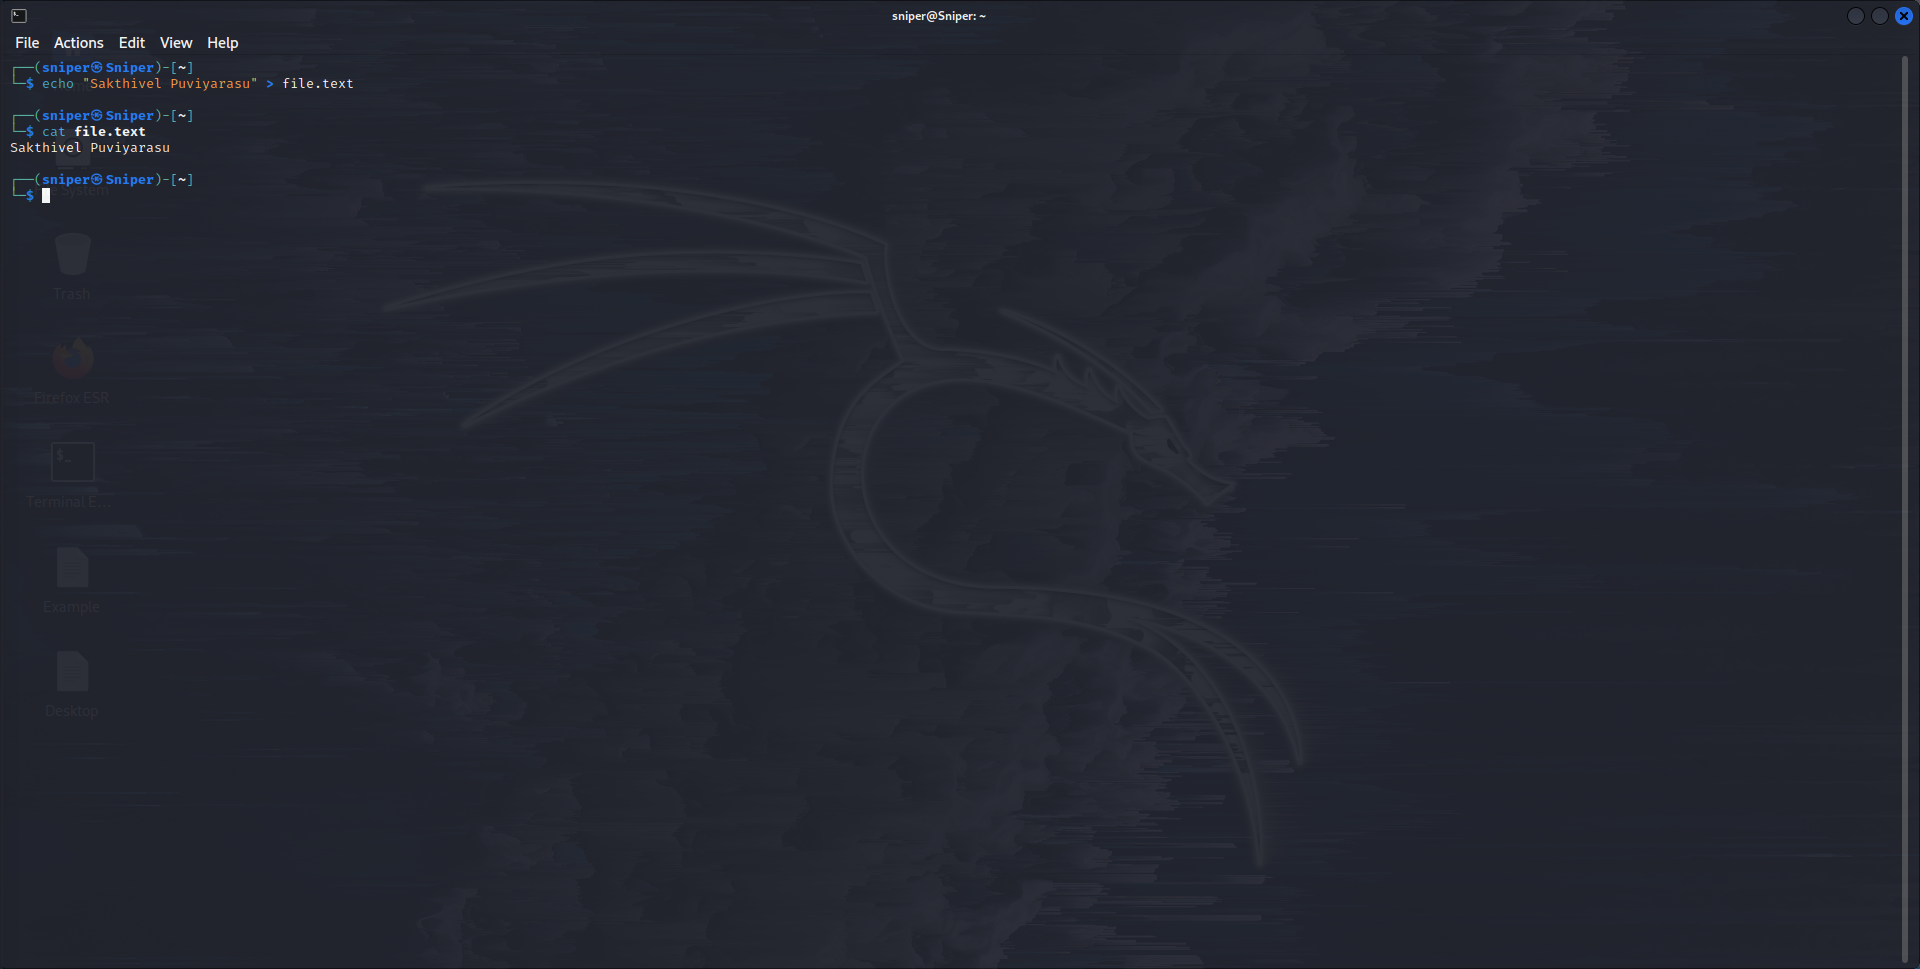 sniper@Sniper: ~
File Actions Edit View Help
┌──(sniper㉿Sniper)-[~]
└─$ echo "Sakthivel Puviyarasu" > file.text
┌──(sniper㉿Sniper)-[~]
└─$ cat file.text
Sakthivel Puviyarasu
┌──(sniper㉿Sniper)-[~]
└─$
System
Trash
Firefox ESR
$_
Terminal E...
Example
Desktop